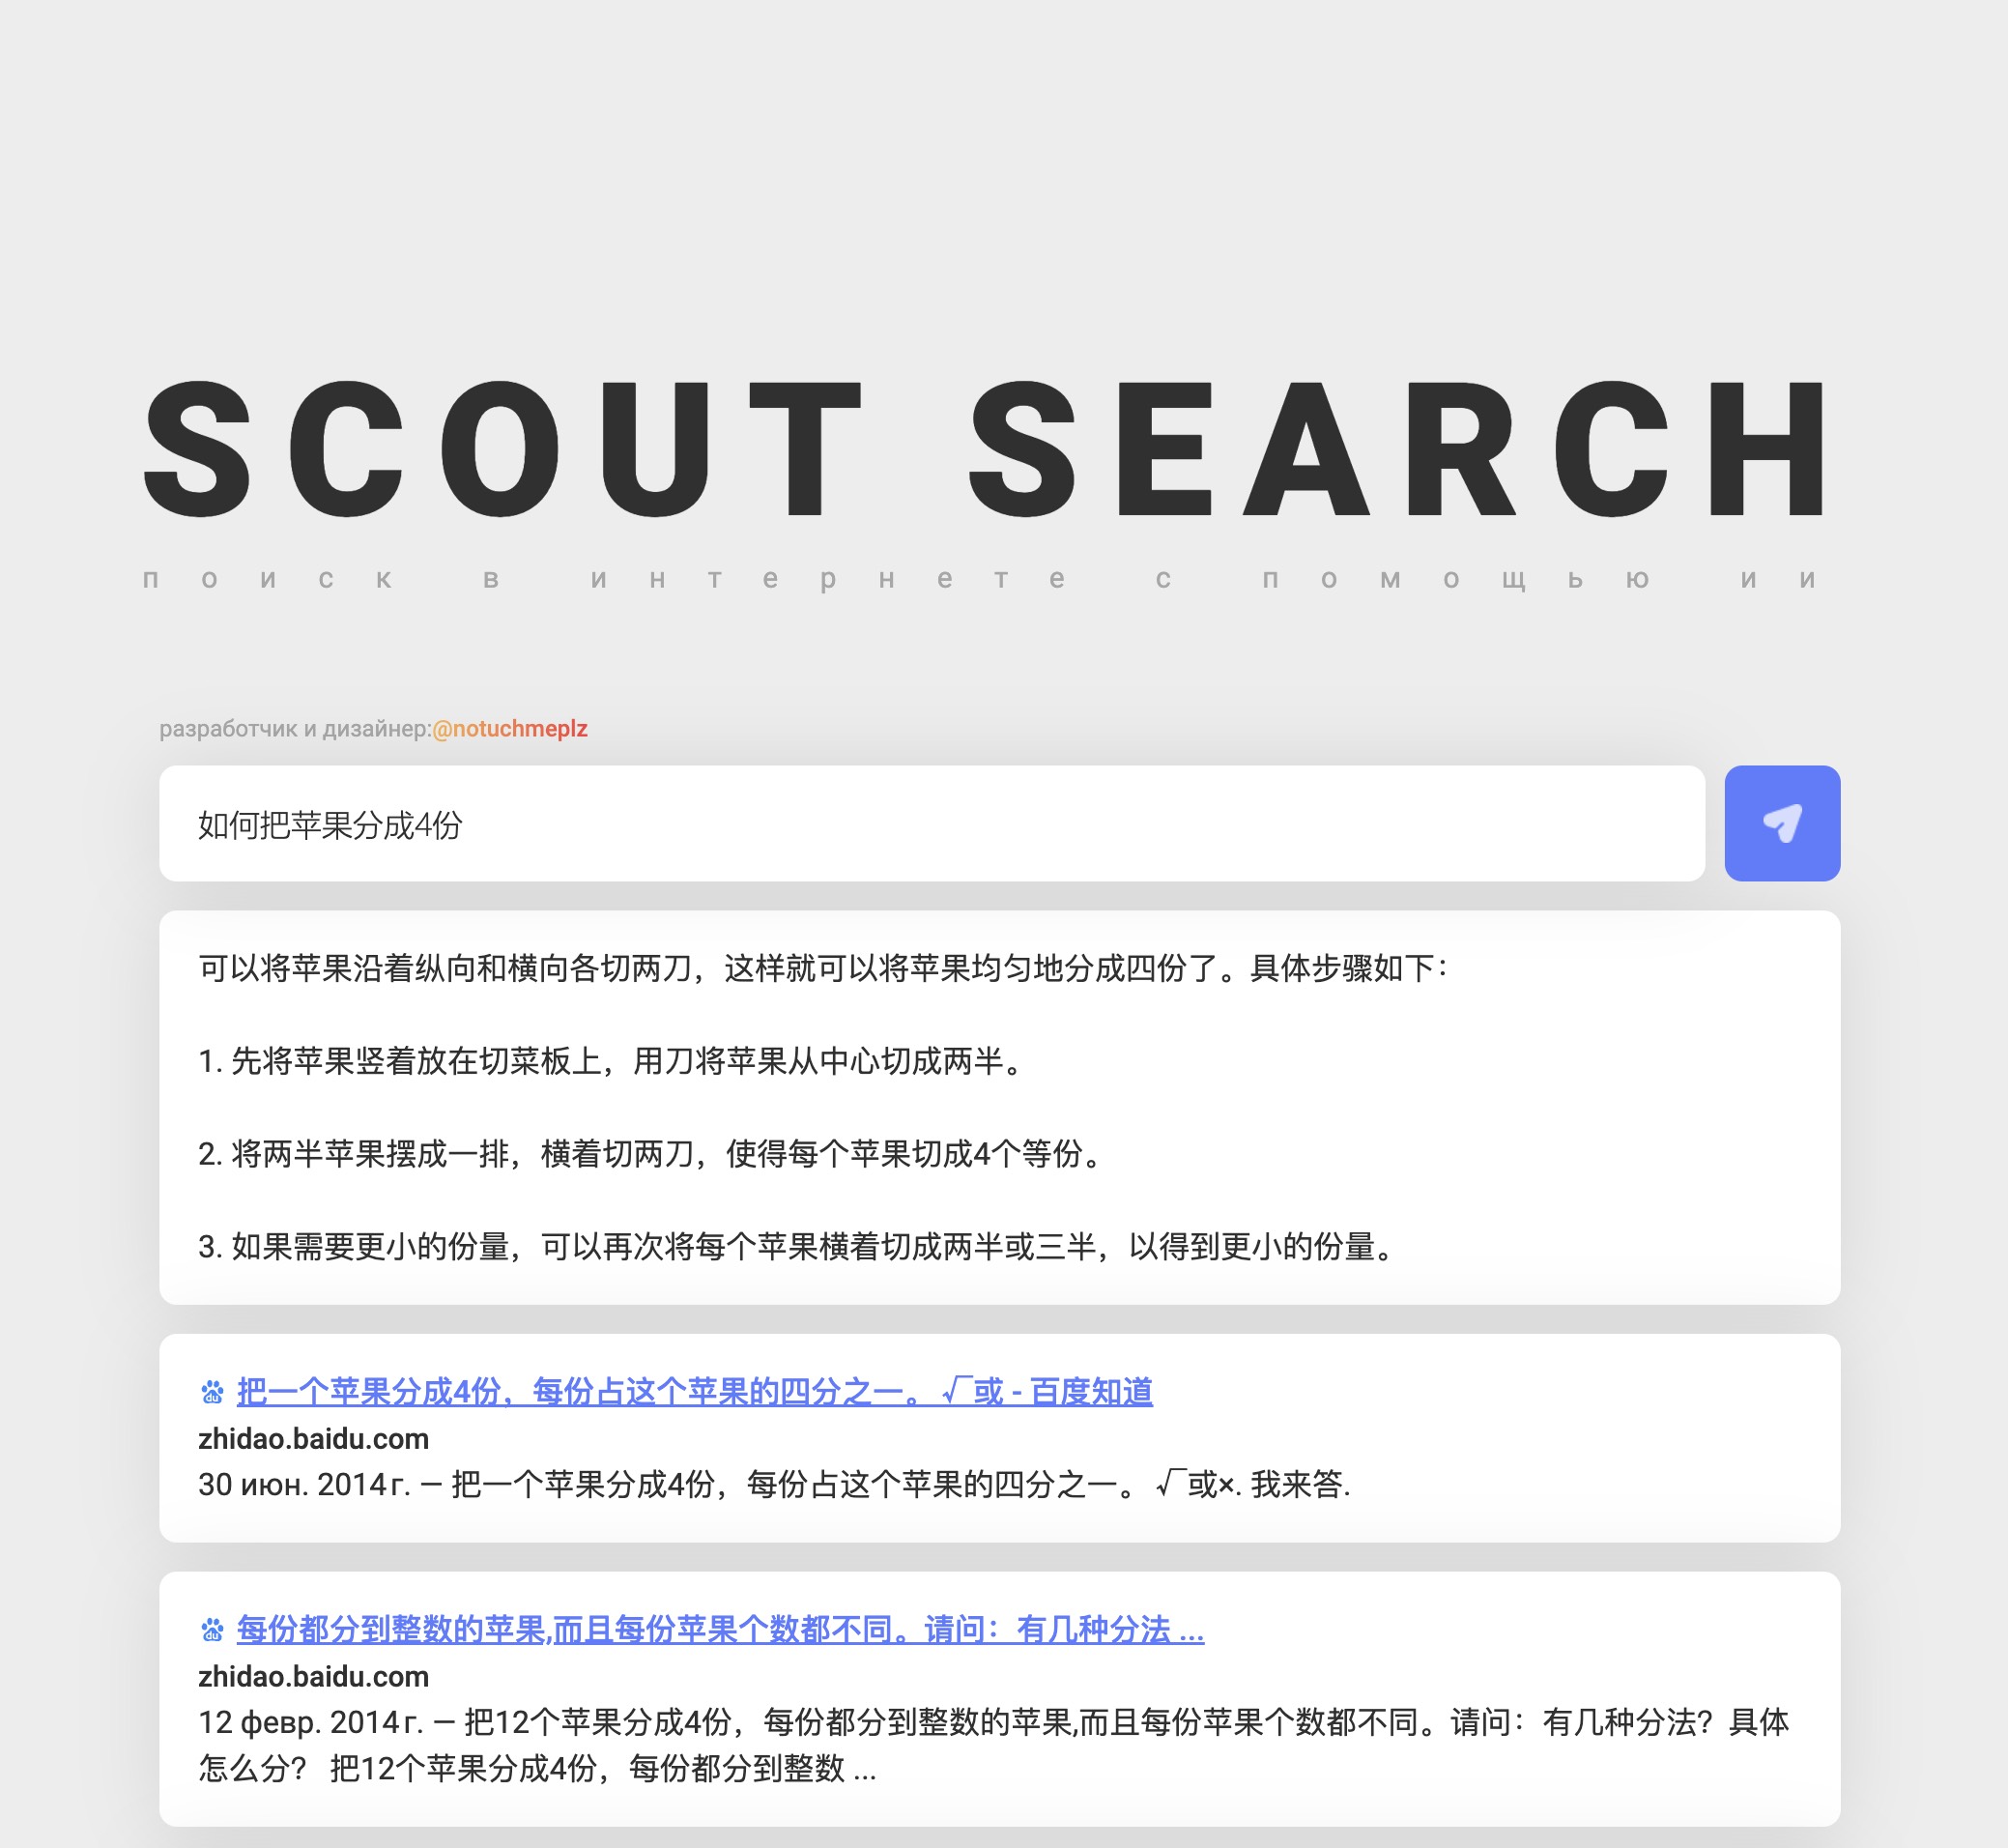 SCOUT SEARCH
поиск в интернете с помощью ии
разработчик и дизайнер:@notuchmeplz
如何把苹果分成4份
可以将苹果沿着纵向和横向各切两刀，这样就可以将苹果均匀地分成四份了。具体步骤如下：
1. 先将苹果竖着放在切菜板上，用刀将苹果从中心切成两半。
2. 将两半苹果摆成一排，横着切两刀，使得每个苹果切成4个等份。
3. 如果需要更小的份量，可以再次将每个苹果横着切成两半或三半，以得到更小的份量。
把一个苹果分成4份，每份占这个苹果的四分之一。√或 - 百度知道
zhidao.baidu.com
30 июн. 2014 г. — 把一个苹果分成4份，每份占这个苹果的四分之一。 √或×. 我来答.
每份都分到整数的苹果,而且每份苹果个数都不同。请问：有几种分法 ...
zhidao.baidu.com
12 февр. 2014 г. — 把12个苹果分成4份，每份都分到整数的苹果,而且每份苹果个数都不同。请问：有几种分法？具体
怎么分？ 把12个苹果分成4份，每份都分到整数 ...